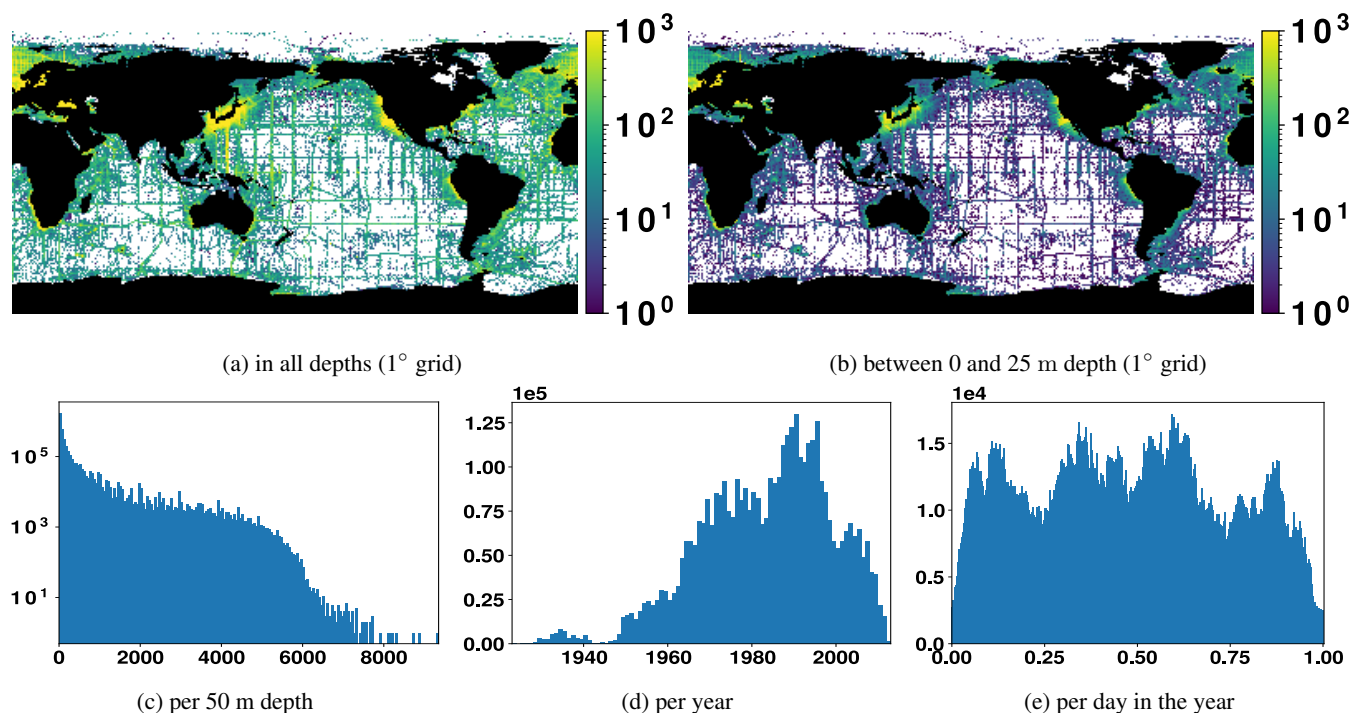 10³
10²
10¹
10⁰
10³
10²
10¹
10⁰
(a) in all depths (1° grid)
(b) between 0 and 25 m depth (1° grid)
10⁵
10³
10¹
0 2000 4000 6000 8000
(c) per 50 m depth
1e5
1.25
1.00
0.75
0.50
0.25
0.00
1940 1960 1980 2000
(d) per year
1e4
1.5
1.0
0.5
0.0
0.00 0.25 0.50 0.75 1.00
(e) per day in the year